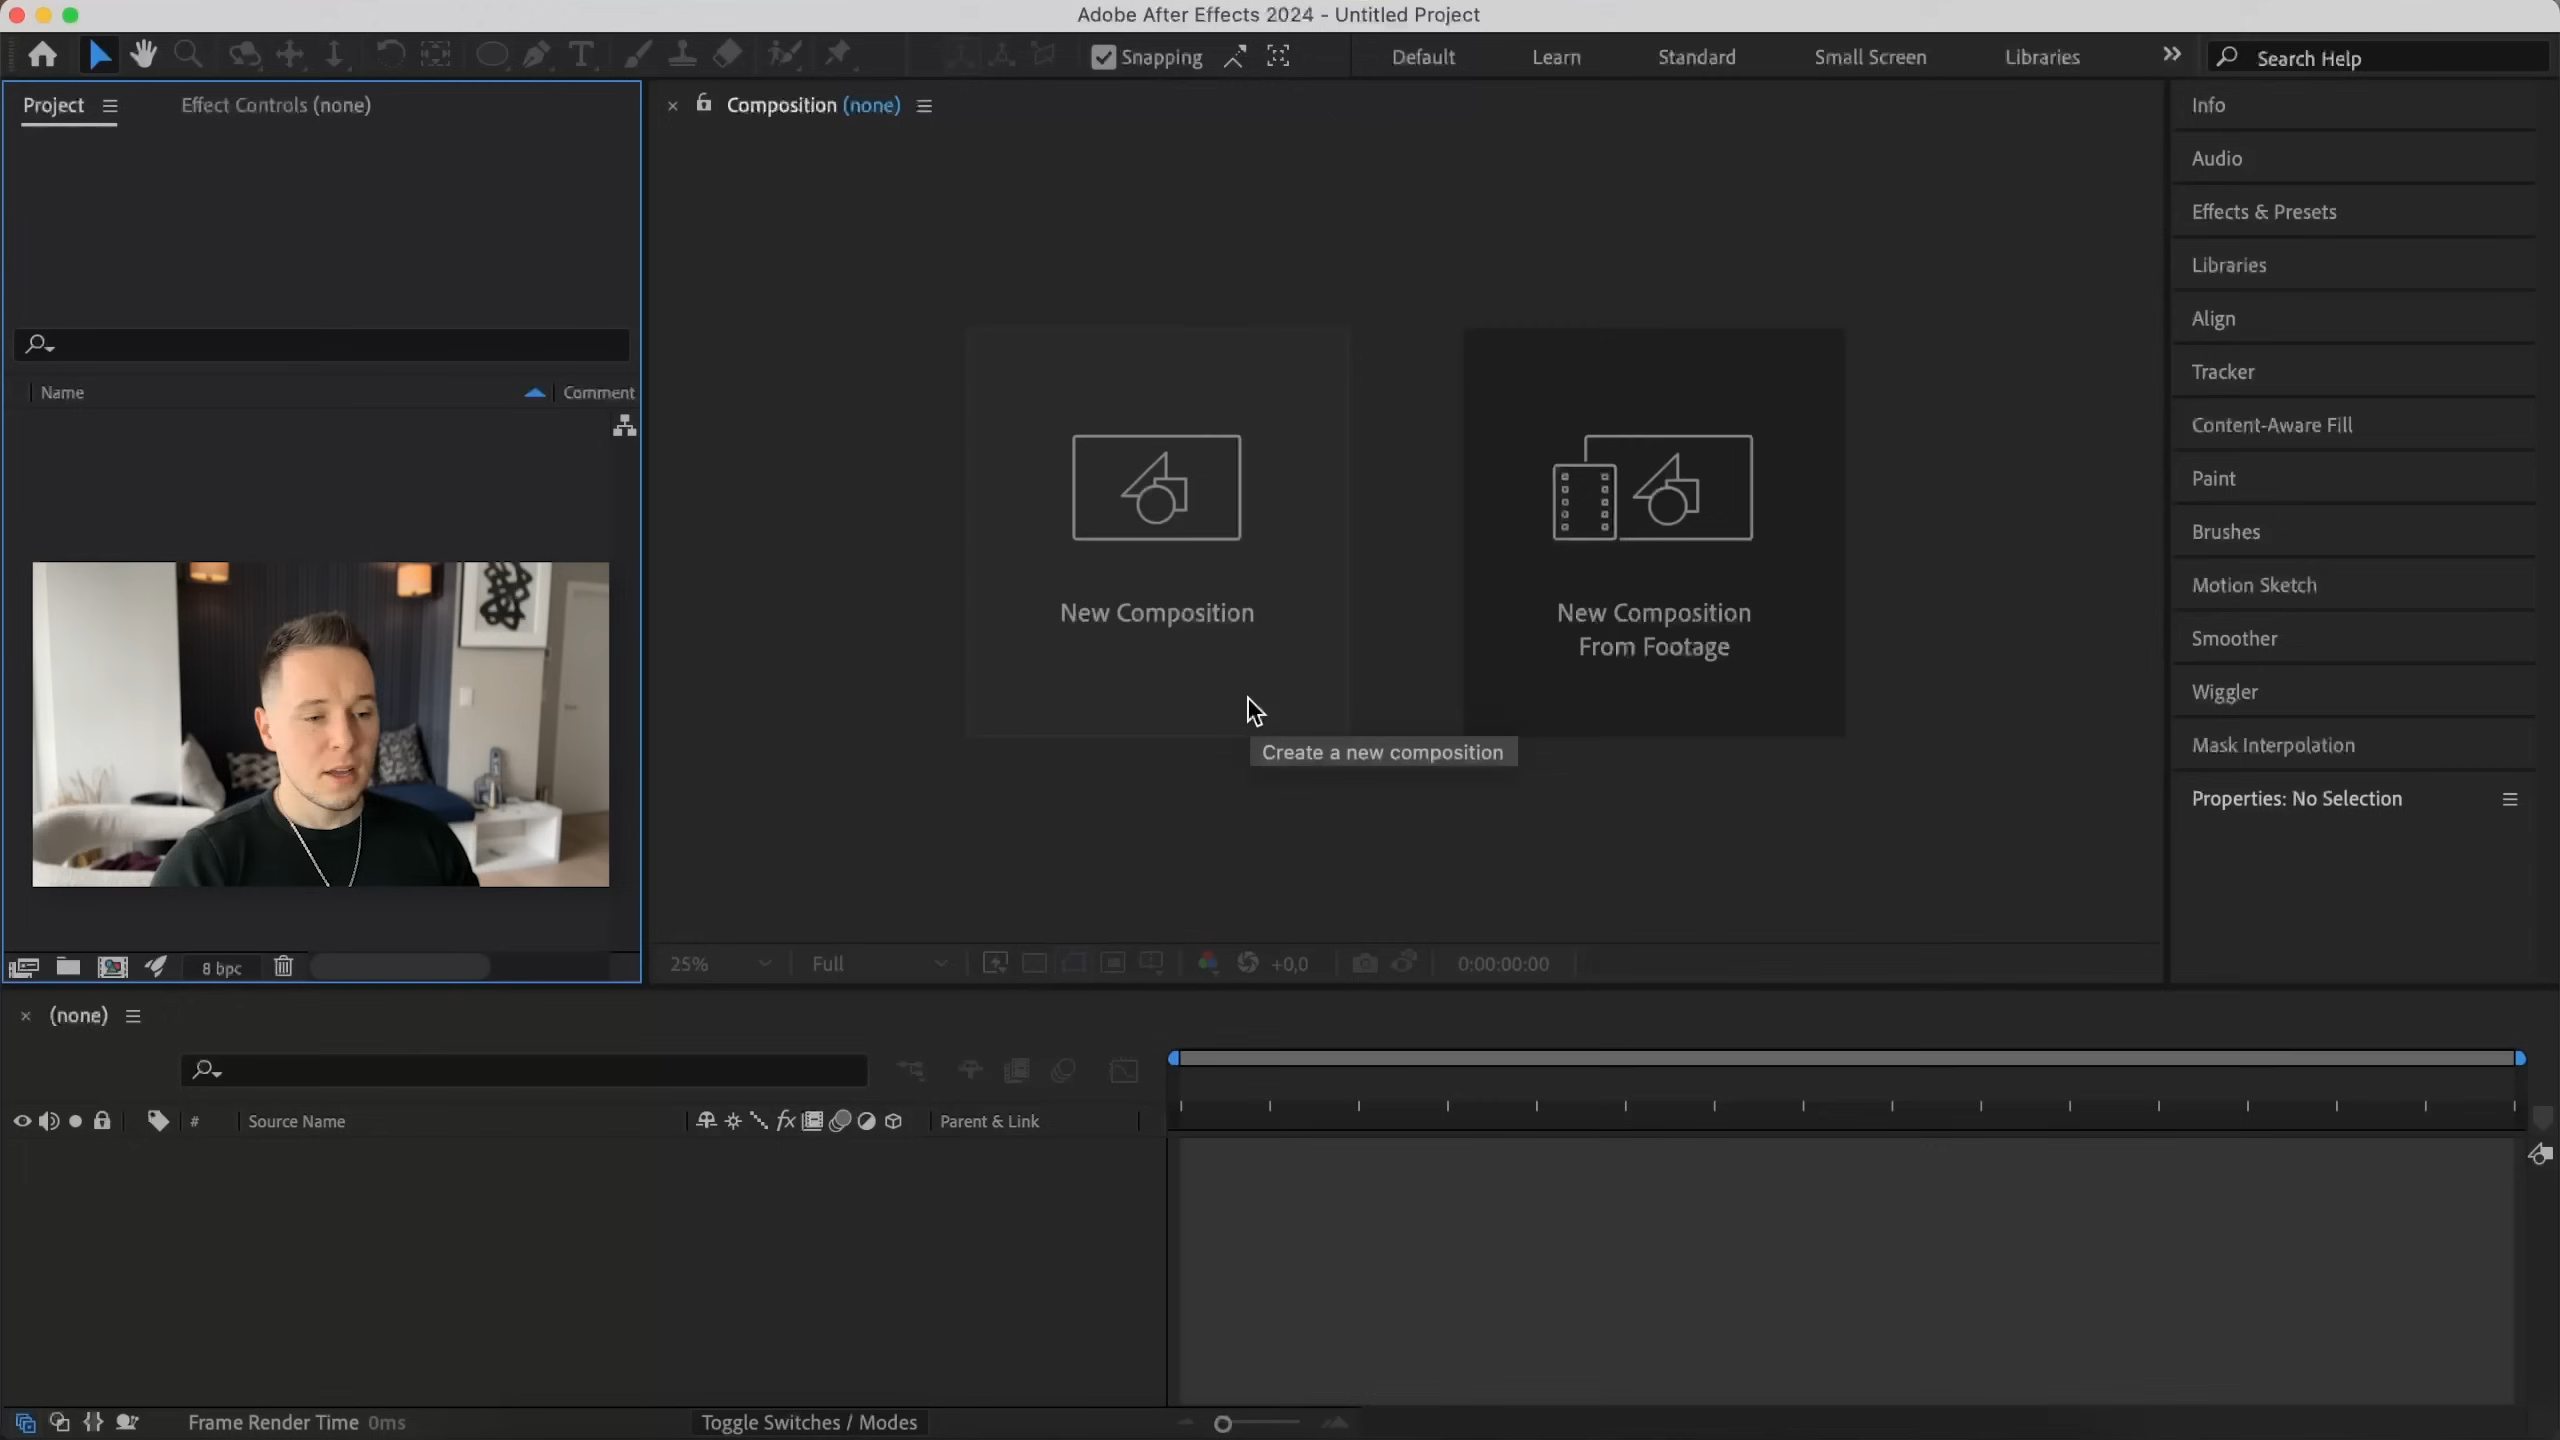 Adobe After Effects 2024 - Untitled Project
Snapping
Default
Learn
Standard
Small Screen
Libraries
Search Help
Project
Effect Controls (none)
Composition (none)
Name
Comment
New Composition
New Composition
From Footage
Create a new composition
Info
Audio
Effects & Presets
Libraries
Align
Tracker
Content-Aware Fill
Paint
Brushes
Motion Sketch
Smoother
Wiggler
Mask Interpolation
Properties: No Selection
8 bpc
25%
Full
+0,0
0:00:00:00
(none)
#
Source Name
fx
Parent & Link
Frame Render Time 0ms
Toggle Switches / Modes